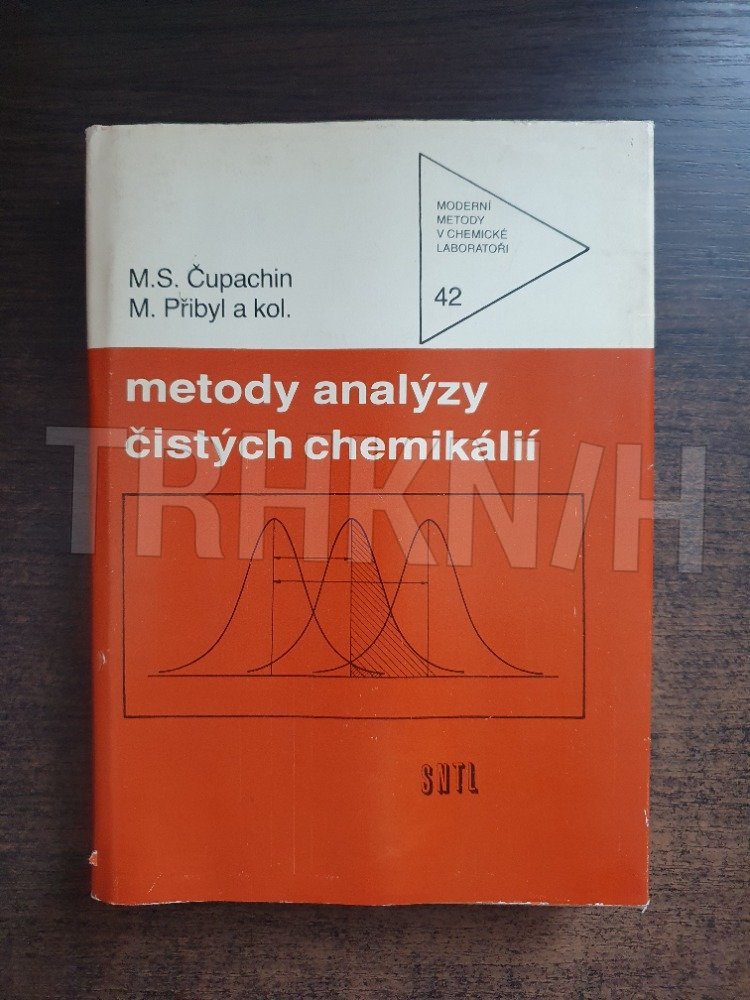 MODERNÍ
METODY
V CHEMICKÉ
LABORATOŘI
42
M.S. Čupachin
M. Přibyl a kol.
metody analýzy
čistých chemikálií
TRHKNIH
SNTL